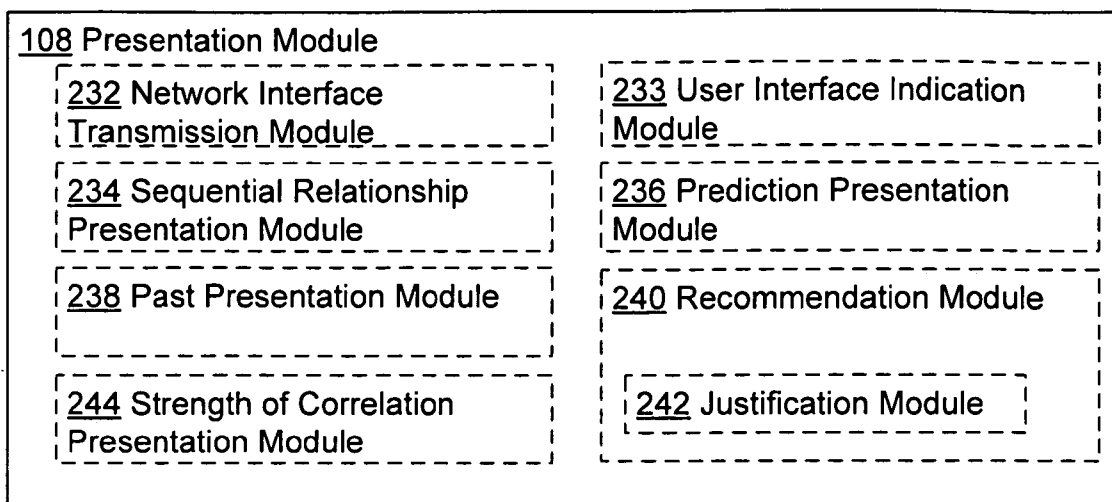 108 Presentation Module
232 Network Interface
Transmission Module
233 User Interface Indication
Module
234 Sequential Relationship
Presentation Module
236 Prediction Presentation
Module
238 Past Presentation Module
240 Recommendation Module
242 Justification Module
244 Strength of Correlation
Presentation Module